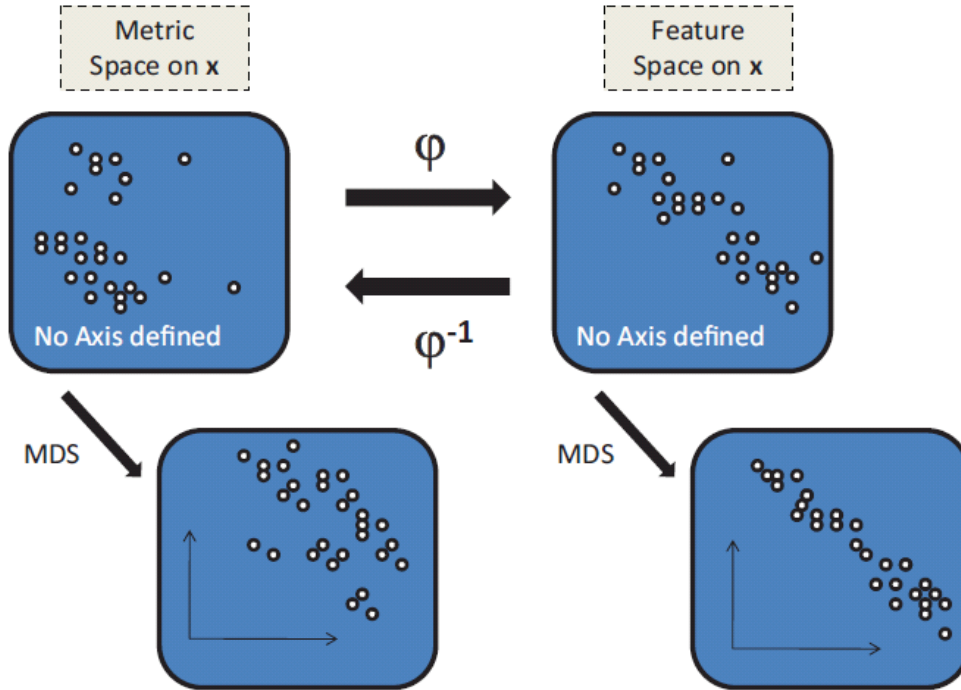 Metric
Space on x
Feature
Space on x
φ
φ-1
No Axis defined
No Axis defined
MDS
MDS